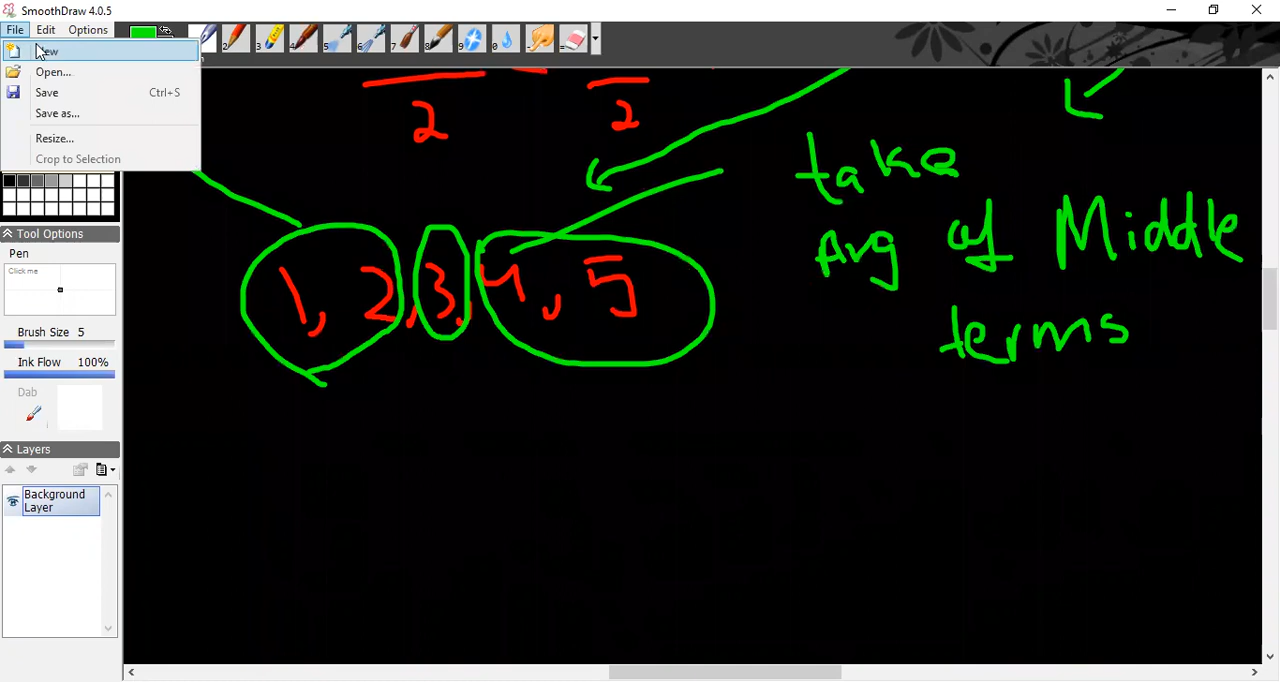 SmoothDraw 4.0.5
File Edit Options
New
Open...
Save Ctrl+S
Save as...
Resize...
Crop to Selection
2 2
take
Avg of Middle
terms
1, 2, 3, 4, 5
Tool Options
Pen
Click me
Brush Size 5
Ink Flow 100%
Dab
Layers
Background
Layer